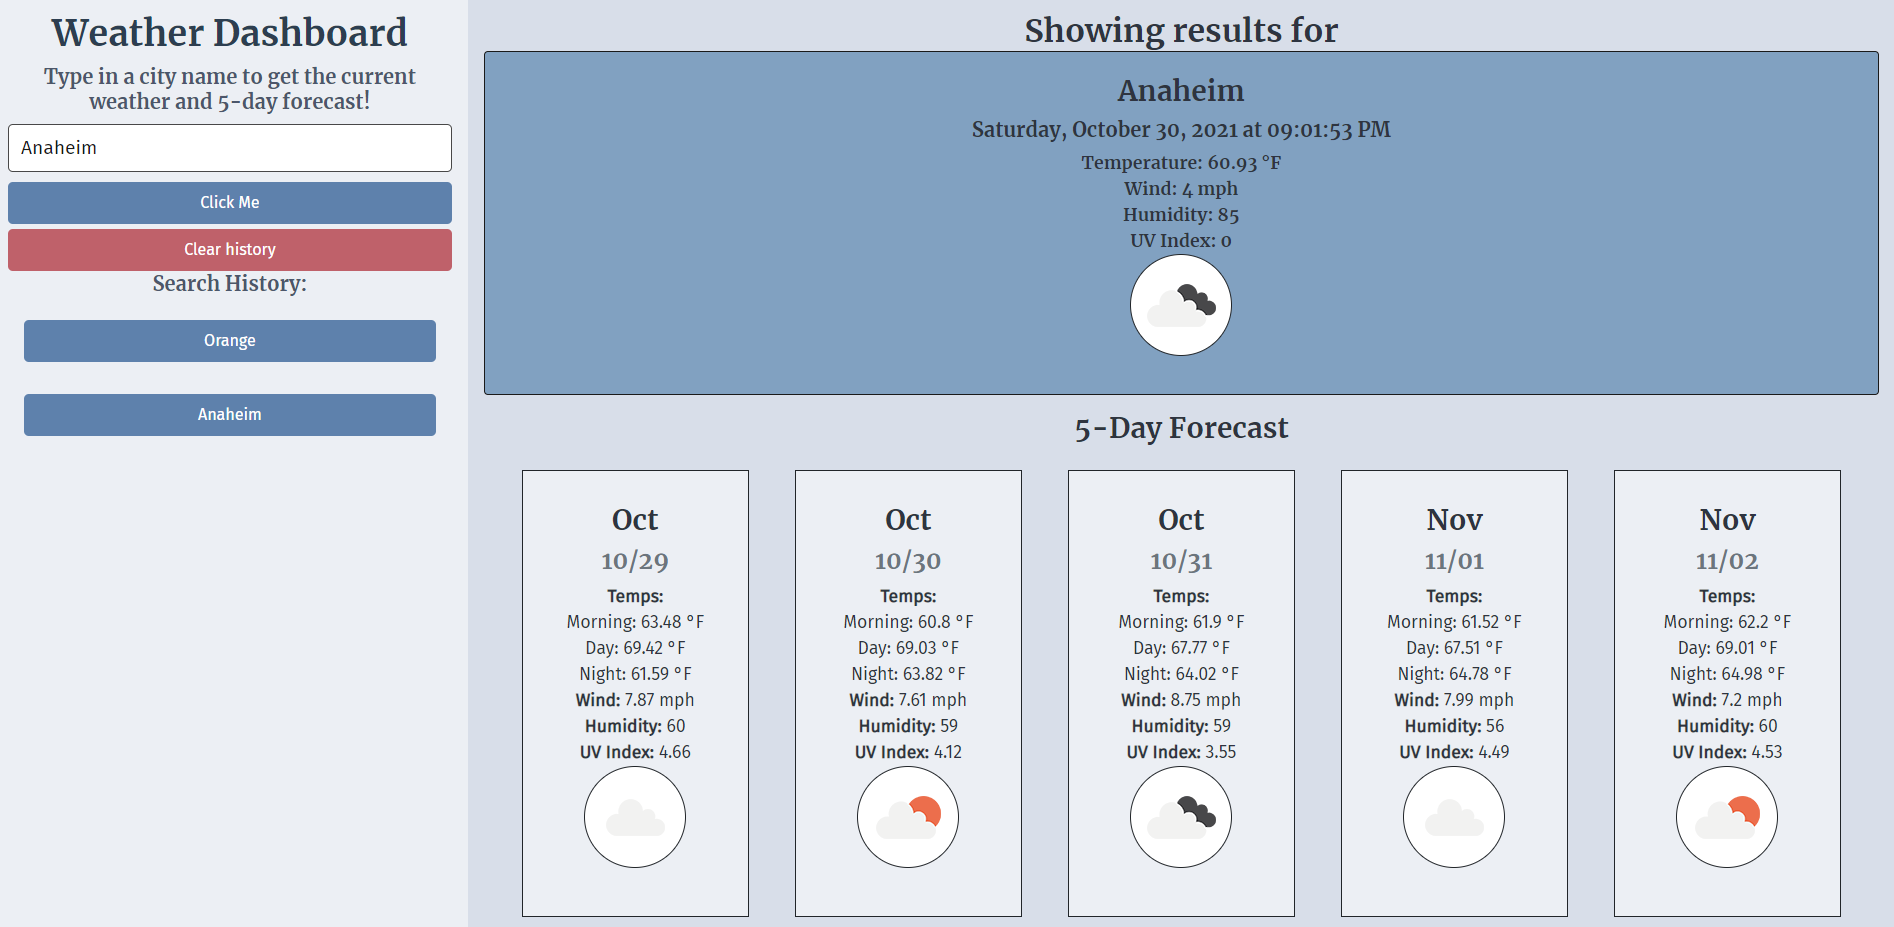 Weather Dashboard
Type in a city name to get the current
weather and 5-day forecast!
Anaheim
Click Me
Clear history
Search History:
Orange
Anaheim
Showing results for
Anaheim
Saturday, October 30, 2021 at 09:01:53 PM
Temperature: 60.93 °F
Wind: 4 mph
Humidity: 85
UV Index: 0
5-Day Forecast
Oct
10/29
Temps:
Morning: 63.48 °F
Day: 69.42 °F
Night: 61.59 °F
Wind: 7.87 mph
Humidity: 60
UV Index: 4.66
Oct
10/30
Temps:
Morning: 60.8 °F
Day: 69.03 °F
Night: 63.82 °F
Wind: 7.61 mph
Humidity: 59
UV Index: 4.12
Oct
10/31
Temps:
Morning: 61.9 °F
Day: 67.77 °F
Night: 64.02 °F
Wind: 8.75 mph
Humidity: 59
UV Index: 3.55
Nov
11/01
Temps:
Morning: 61.52 °F
Day: 67.51 °F
Night: 64.78 °F
Wind: 7.99 mph
Humidity: 56
UV Index: 4.49
Nov
11/02
Temps:
Morning: 62.2 °F
Day: 69.01 °F
Night: 64.98 °F
Wind: 7.2 mph
Humidity: 60
UV Index: 4.53